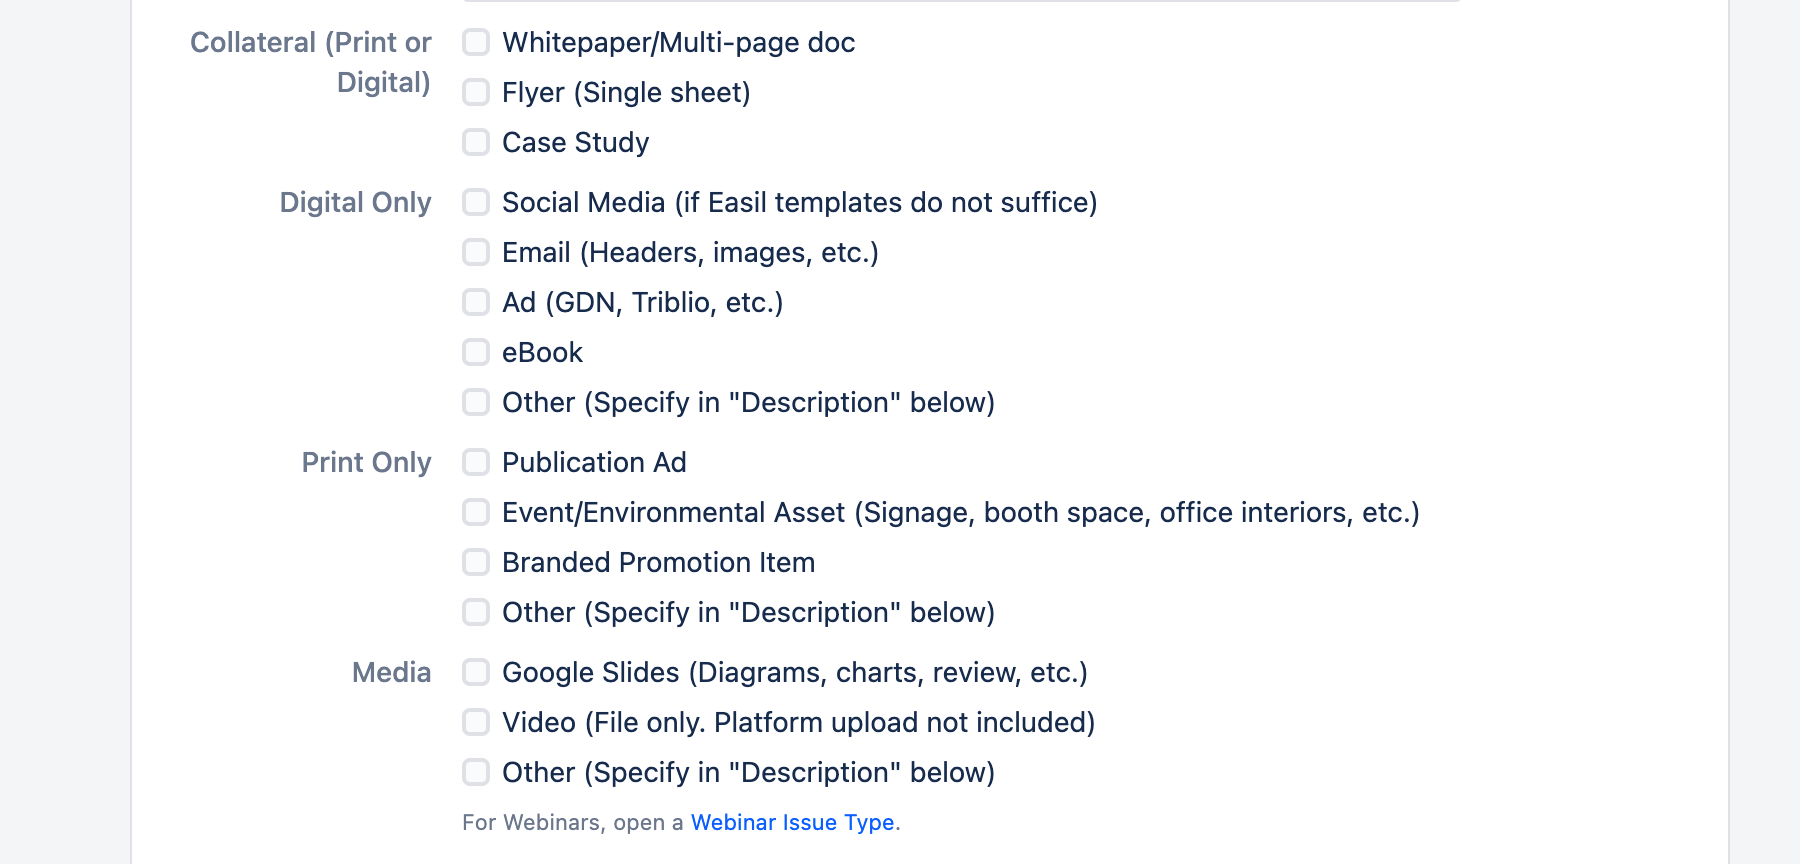 Collateral (Print or
Digital)
Whitepaper/Multi-page doc
Flyer (Single sheet)
Case Study
Digital Only
Social Media (if Easil templates do not suffice)
Email (Headers, images, etc.)
Ad (GDN, Triblio, etc.)
eBook
Other (Specify in "Description" below)
Print Only
Publication Ad
Event/Environmental Asset (Signage, booth space, office interiors, etc.)
Branded Promotion Item
Other (Specify in "Description" below)
Media
Google Slides (Diagrams, charts, review, etc.)
Video (File only. Platform upload not included)
Other (Specify in "Description" below)
For Webinars, open a Webinar Issue Type.